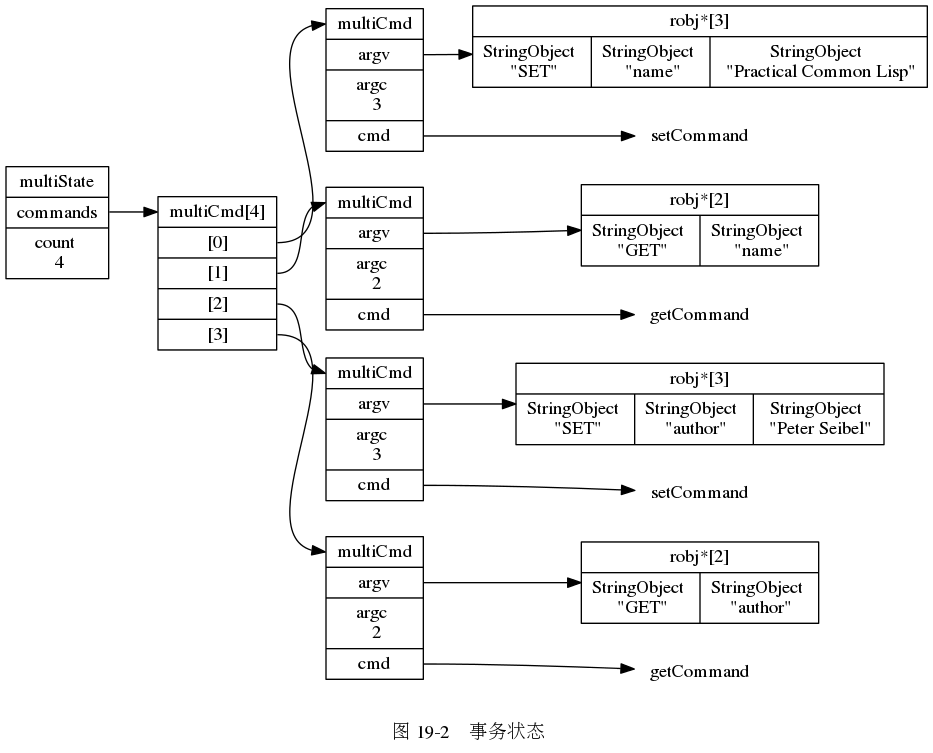 multiState
commands
count
4
multiCmd[4]
[0]
[1]
[2]
[3]
multiCmd
argv
argc
3
cmd
robj*[3]
StringObject StringObject StringObject
"SET" "name" "Practical Common Lisp"
setCommand
multiCmd
argv
argc
2
cmd
robj*[2]
StringObject StringObject
"GET" "name"
getCommand
multiCmd
argv
argc
3
cmd
robj*[3]
StringObject StringObject StringObject
"SET" "author" "Peter Seibel"
setCommand
multiCmd
argv
argc
2
cmd
robj*[2]
StringObject StringObject
"GET" "author"
getCommand
图 19-2 事务状态